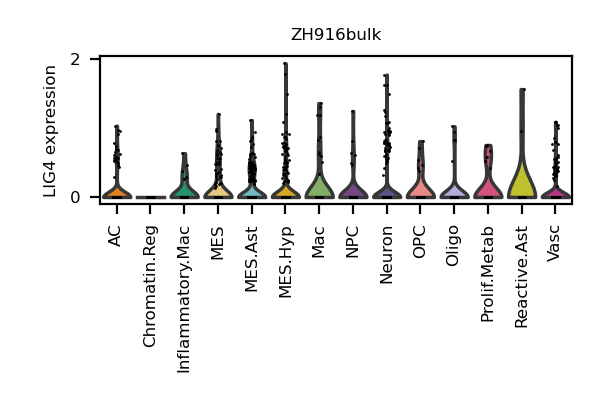 ZH916bulk
LIG4 expression
2
0
AC
Chromatin.Reg
Inflammatory.Mac
MES
MES.Ast
MES.Hyp
Mac
NPC
Neuron
OPC
Oligo
Prolif.Metab
Reactive.Ast
Vasc